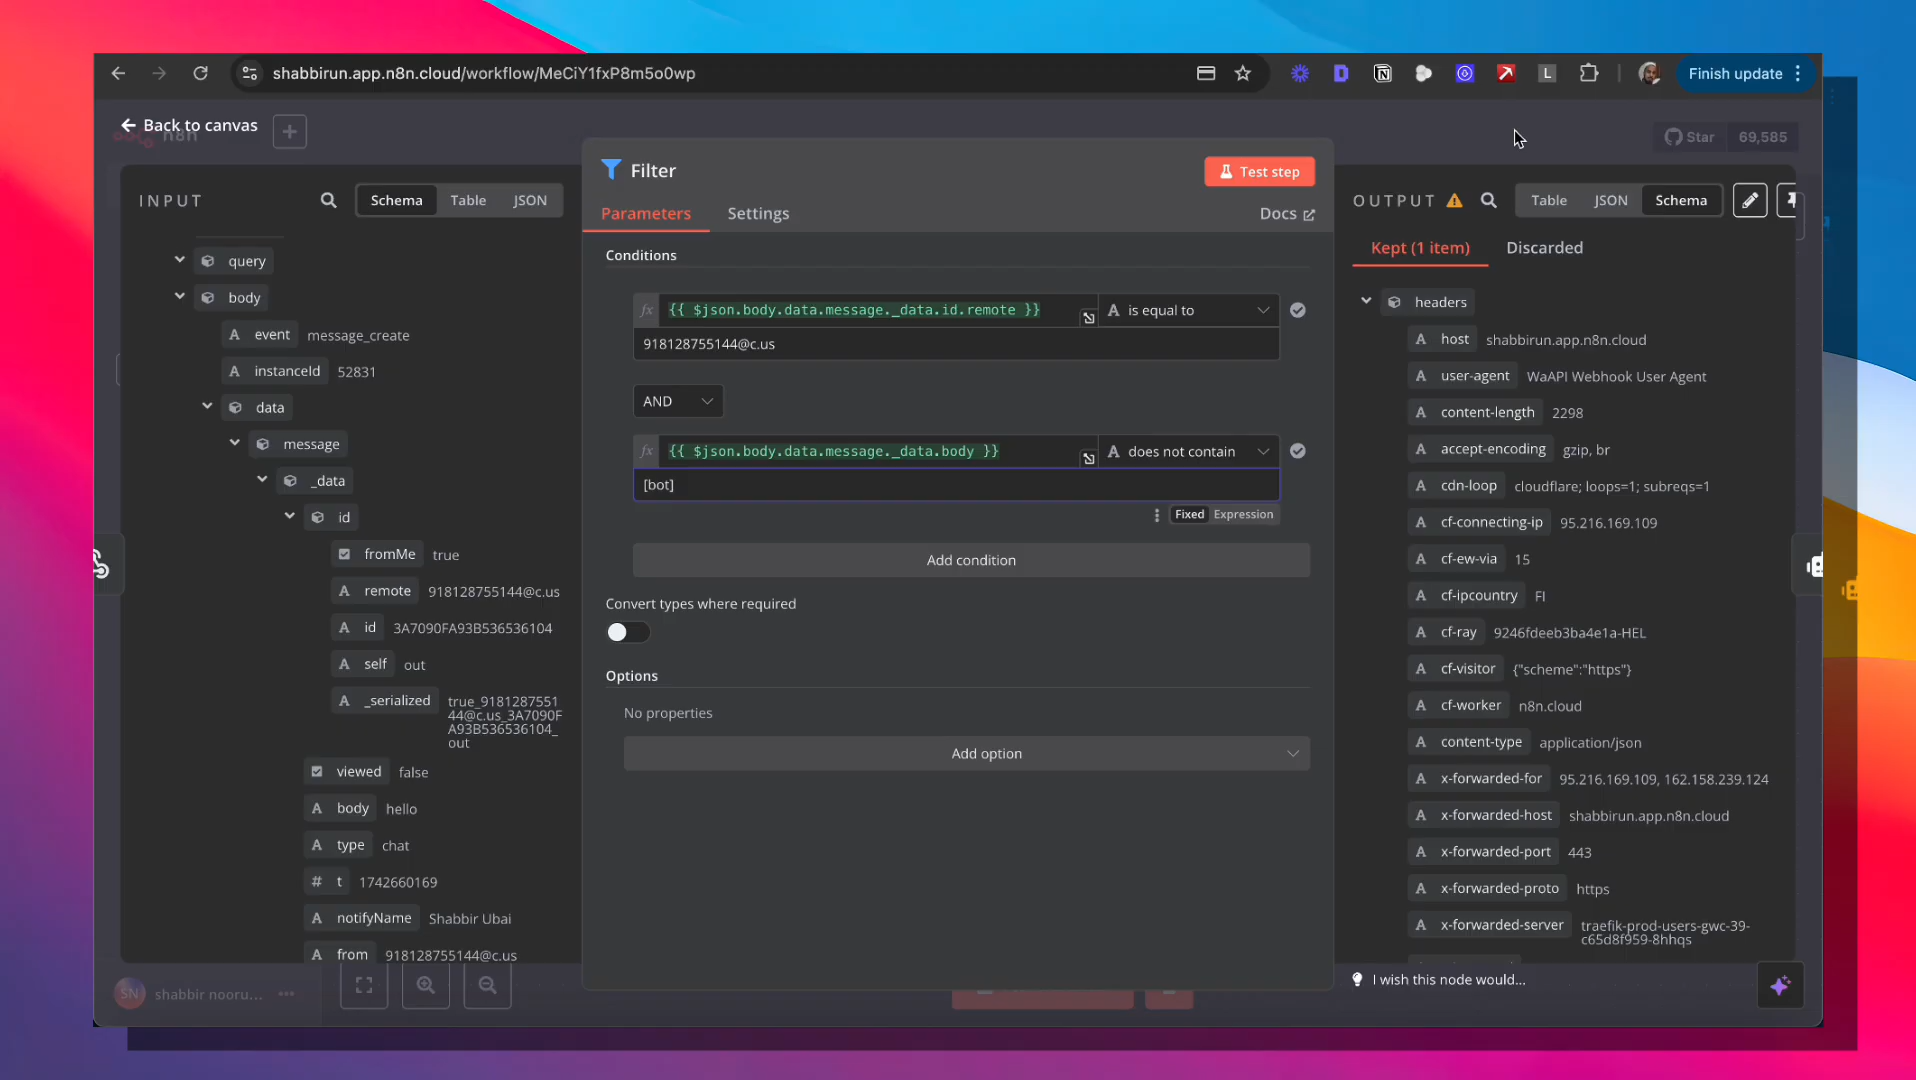 shabbirun.app.n8n.cloud/workflow/MeCiY1fxP8m5o0wp
L
Finish update
Back to canvas
n8n
Star 69,585
INPUT
Schema Table JSON
query
body
A event message_create
A instanceId 52831
data
message
_data
id
fromMe true
A remote 918128755144@c.us
A id 3A7090FA93B536536104
A self out
A _serialized true_9181287551
44@c.us_3A7090F
A93B536536104_
out
viewed false
A body hello
A type chat
# t 1742660169
A notifyName Shabbir Ubai
A from 918128755144@c.us
SN shabbir nooru...
Filter
Test step
Parameters Settings
Docs
Conditions
fx {{ $json.body.data.message._data.id.remote }} A is equal to
918128755144@c.us
AND
fx {{ $json.body.data.message._data.body }} A does not contain
[bot]
Fixed Expression
Add condition
Convert types where required
Options
No properties
Add option
OUTPUT
Table JSON Schema
Kept (1 item) Discarded
headers
A host shabbirun.app.n8n.cloud
A user-agent WaAPI Webhook User Agent
A content-length 2298
A accept-encoding gzip, br
A cdn-loop cloudflare; loops=1; subreqs=1
A cf-connecting-ip 95.216.169.109
A cf-ew-via 15
A cf-ipcountry FI
A cf-ray 9246fdeeb3ba4e1a-HEL
A cf-visitor {"scheme":"https"}
A cf-worker n8n.cloud
A content-type application/json
A x-forwarded-for 95.216.169.109, 162.158.239.124
A x-forwarded-host shabbirun.app.n8n.cloud
A x-forwarded-port 443
A x-forwarded-proto https
A x-forwarded-server traefik-prod-users-gwc-39-
c65d8f959-8hhqs
I wish this node would...